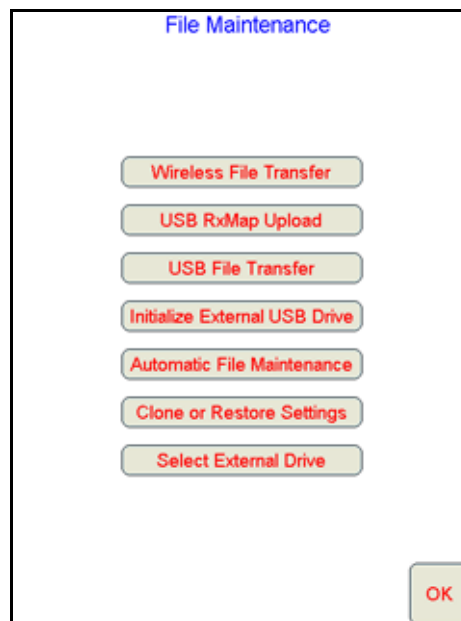 File Maintenance
Wireless File Transfer
USB RxMap Upload
USB File Transfer
Initialize External USB Drive
Automatic File Maintenance
Clone or Restore Settings
Select External Drive
OK